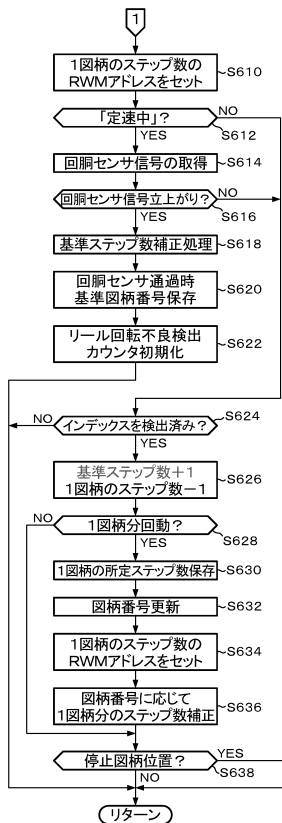 1
1図柄のステップ数の
RWMアドレスをセット
S610
「定速中」?
NO
S612
YES
回胴センサ信号の取得
S614
回胴センサ信号立上がり?
NO
S616
YES
基準ステップ数補正処理
S618
回胴センサ通過時
基準図柄番号保存
S620
リール回転不良検出
カウンタ初期化
S622
NO
インデックスを検出済み?
S624
YES
基準ステップ数+1
1図柄のステップ数-1
S626
NO
1図柄分回動?
S628
YES
1図柄の所定ステップ数保存
S630
図柄番号更新
S632
1図柄のステップ数の
RWMアドレスをセット
S634
図柄番号に応じて
1図柄分のステップ数補正
S636
停止図柄位置?
YES
S638
NO
リターン